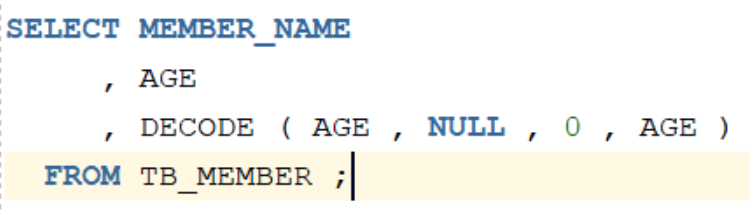 SELECT MEMBER_NAME
, AGE
, DECODE ( AGE , NULL , 0 , AGE )
FROM TB_MEMBER ;